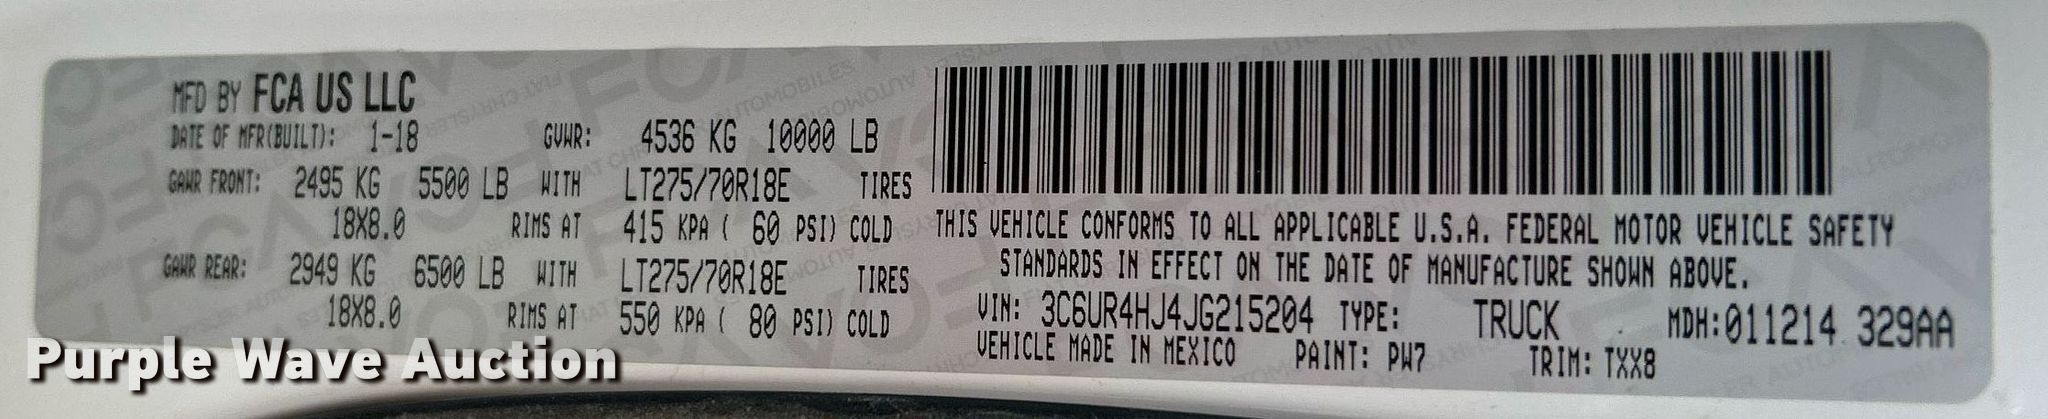 MFD BY FCA US LLC
DATE OF MFR(BUILT): 1-18 GVWR: 4536 KG 10000 LB
GAWR FRONT: 2495 KG 5500 LB WITH LT275/70R18E TIRES
18X8.0 RIMS AT 415 KPA ( 60 PSI) COLD
GAWR REAR: 2949 KG 6500 LB WITH LT275/70R18E TIRES
18X8.0 RIMS AT 550 KPA ( 80 PSI) COLD
THIS VEHICLE CONFORMS TO ALL APPLICABLE U.S.A. FEDERAL MOTOR VEHICLE SAFETY
STANDARDS IN EFFECT ON THE DATE OF MANUFACTURE SHOWN ABOVE.
VIN: 3C6UR4HJ4JG215204 TYPE: TRUCK MDH:011214 329AA
VEHICLE MADE IN MEXICO PAINT: PW7 TRIM: TXX8
Purple Wave Auction